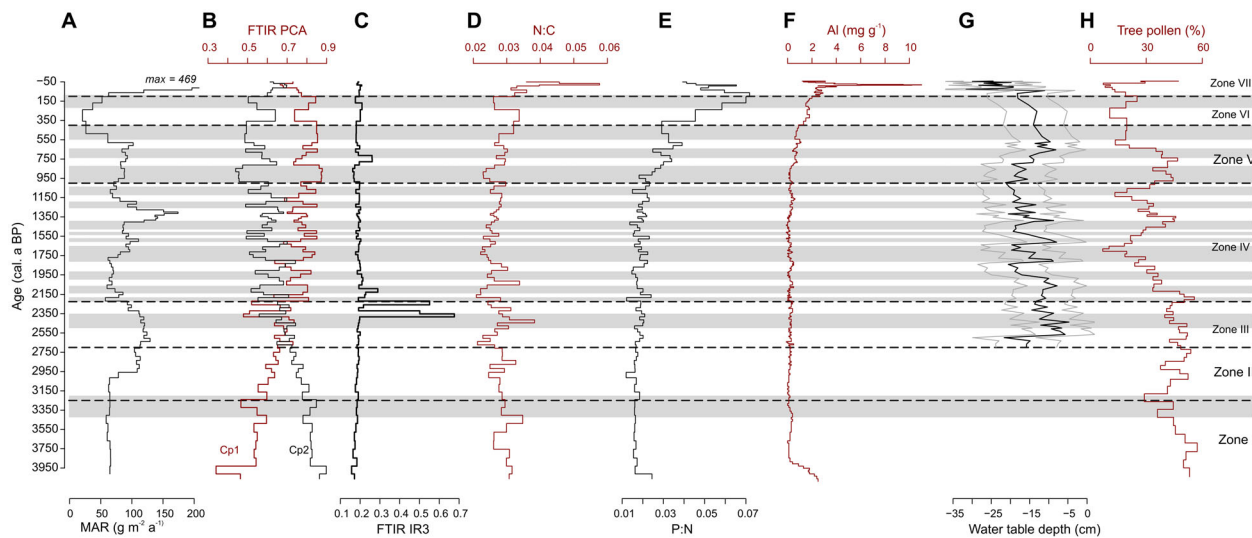 A B C D E F G H
FTIR PCA N:C Al (mg g⁻¹) Tree pollen (%)
0.3 0.5 0.7 0.9 0.02 0.03 0.04 0.05 0.06 0 2 4 6 8 10 0 30 60
−50 max = 469 Zone VII
150
350 Zone VI
550
750 Zone V
950
1150
1350
1550
1750 Zone IV
1950
2150
2350
2550 Zone III
2750
2950 Zone I
3150
3350
3550
3750 Cp1 Cp2 Zone
3950
Age (cal. a BP)
0 50 100 150 200 0.1 0.2 0.3 0.4 0.5 0.6 0.7 0.01 0.03 0.05 0.07 −35 −25 −15 −5 0
MAR (g m⁻² a⁻¹) FTIR IR3 P:N Water table depth (cm)